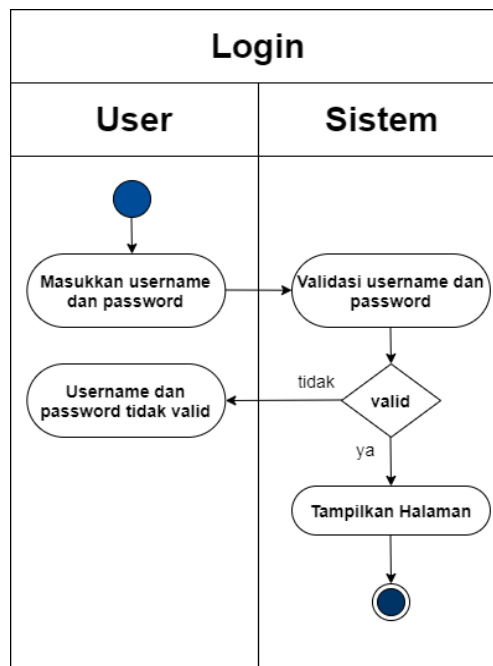 Login
User
Sistem
Masukkan username
dan password
Validasi username dan
password
tidak
Username dan
password tidak valid
valid
ya
Tampilkan Halaman